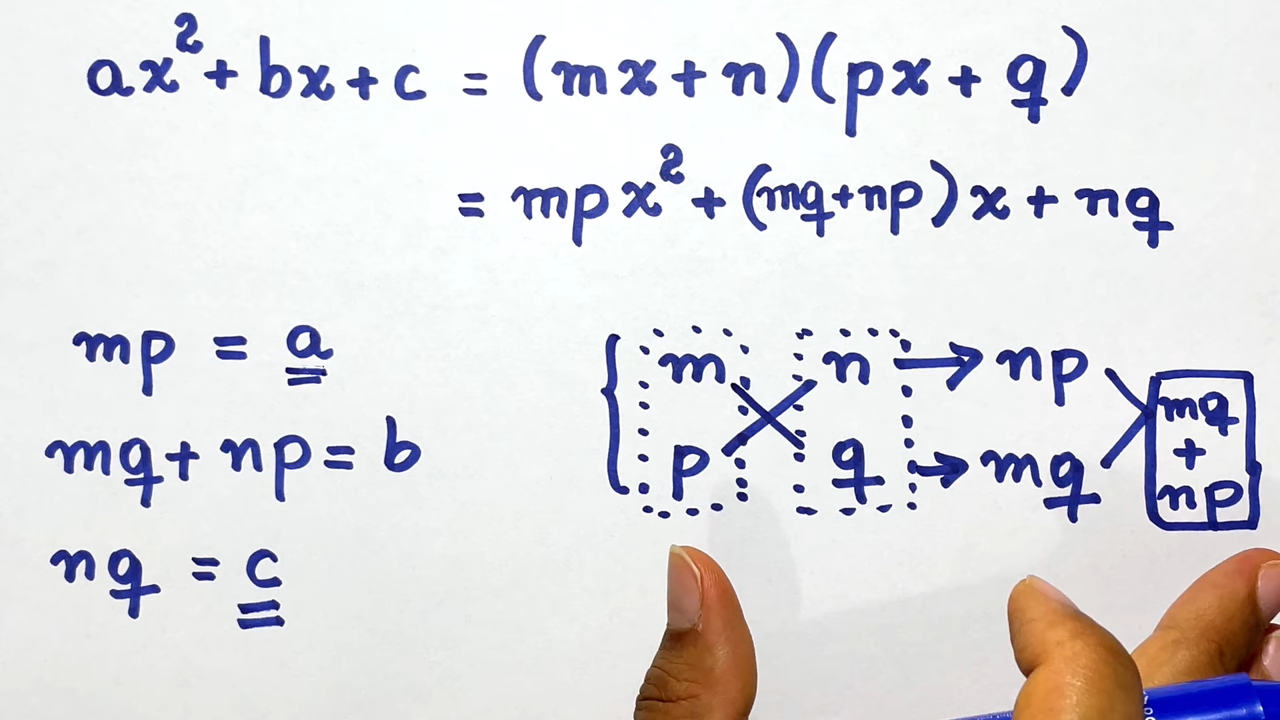 ax² + bx + c = (mx + n)(px + q)
= mpx² + (mq + np)x + nq
mp = a
mq + np = b
nq = c
{ m n → np
p q → mq
mq
+
np